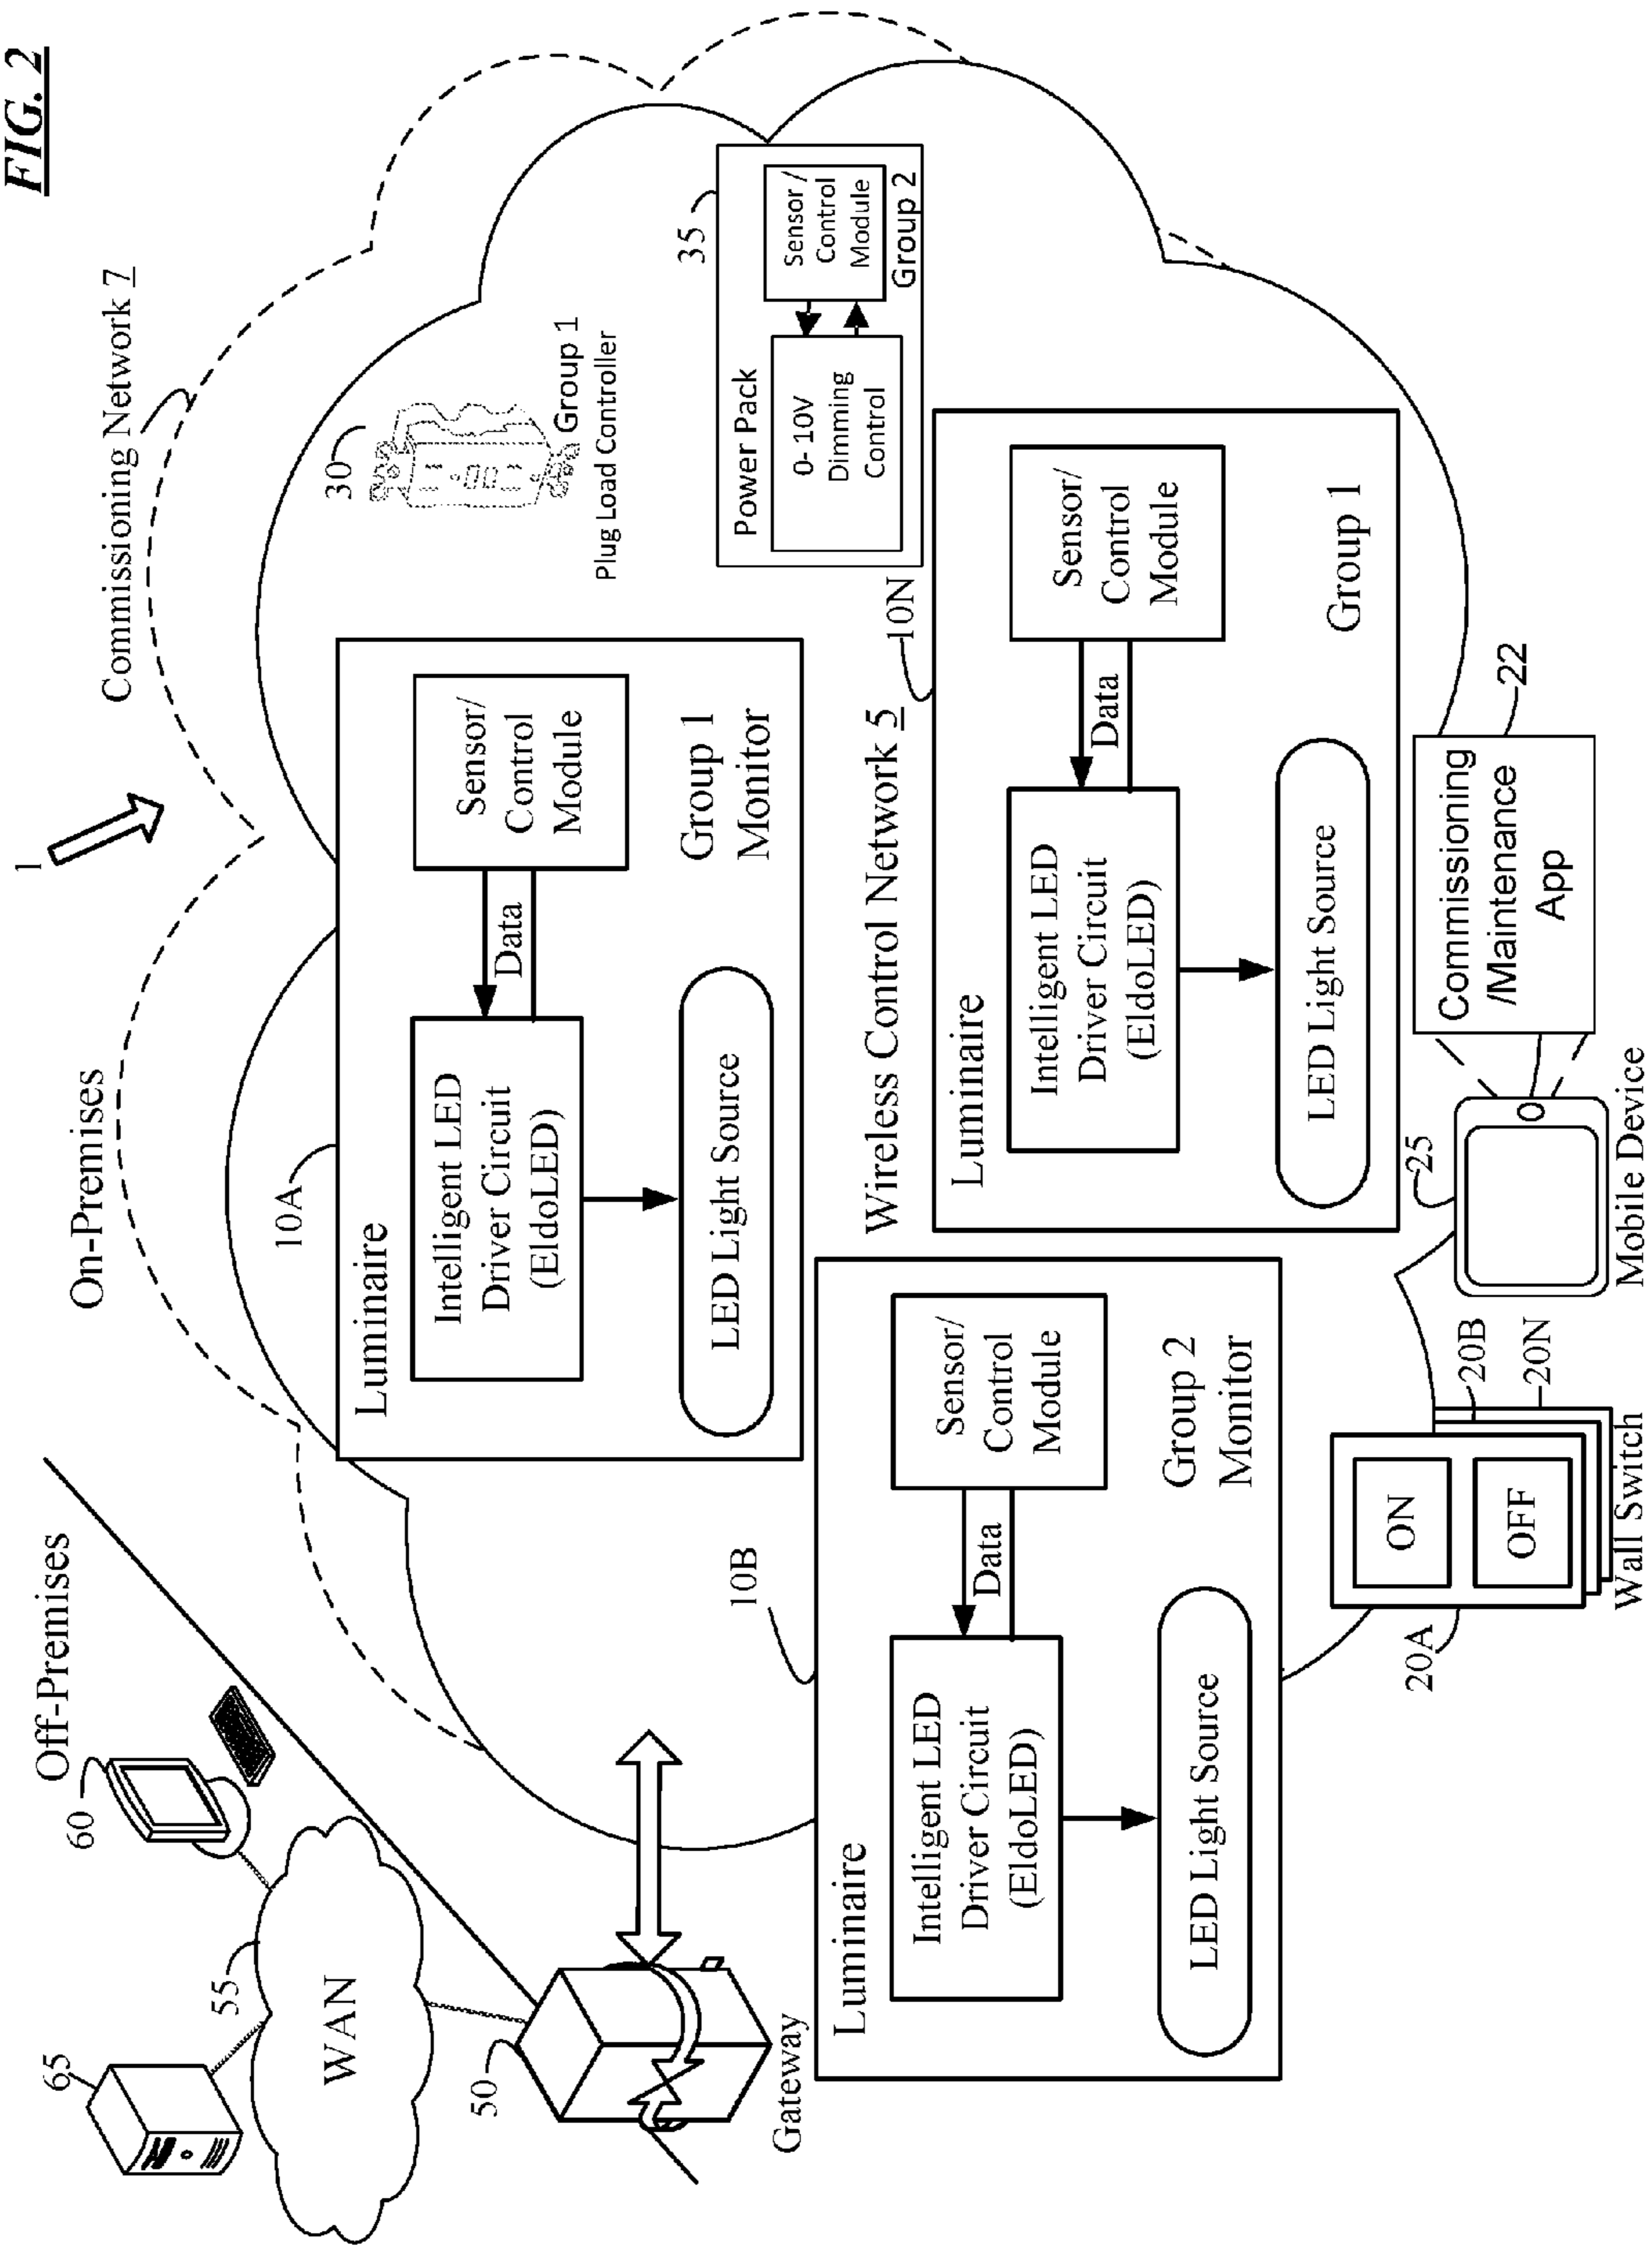 FIG. 2
1
Off-Premises
On-Premises
Commissioning Network 7
65
55
60
WAN
50
Gateway
10A
Luminaire
Intelligent LED
Driver Circuit
(EldoLED)
Data
Sensor/
Control
Module
LED Light Source
Group 1
Monitor
30
Group 1
Plug Load Controller
35
Power Pack
0- 10V
Dimming
Control
Sensor /
Control
Module
Group 2
10B
Luminaire
Intelligent LED
Driver Circuit
(EldoLED)
Data
Sensor/
Control
Module
LED Light Source
Group 2
Monitor
Wireless Control Network 5
10N
Luminaire
Intelligent LED
Driver Circuit
(EldoLED)
Data
Sensor/
Control
Module
LED Light Source
Group 1
20A
ON
OFF
20B
20N
Wall Switch
25
Mobile Device
Commissioning
/Maintenance
App
22